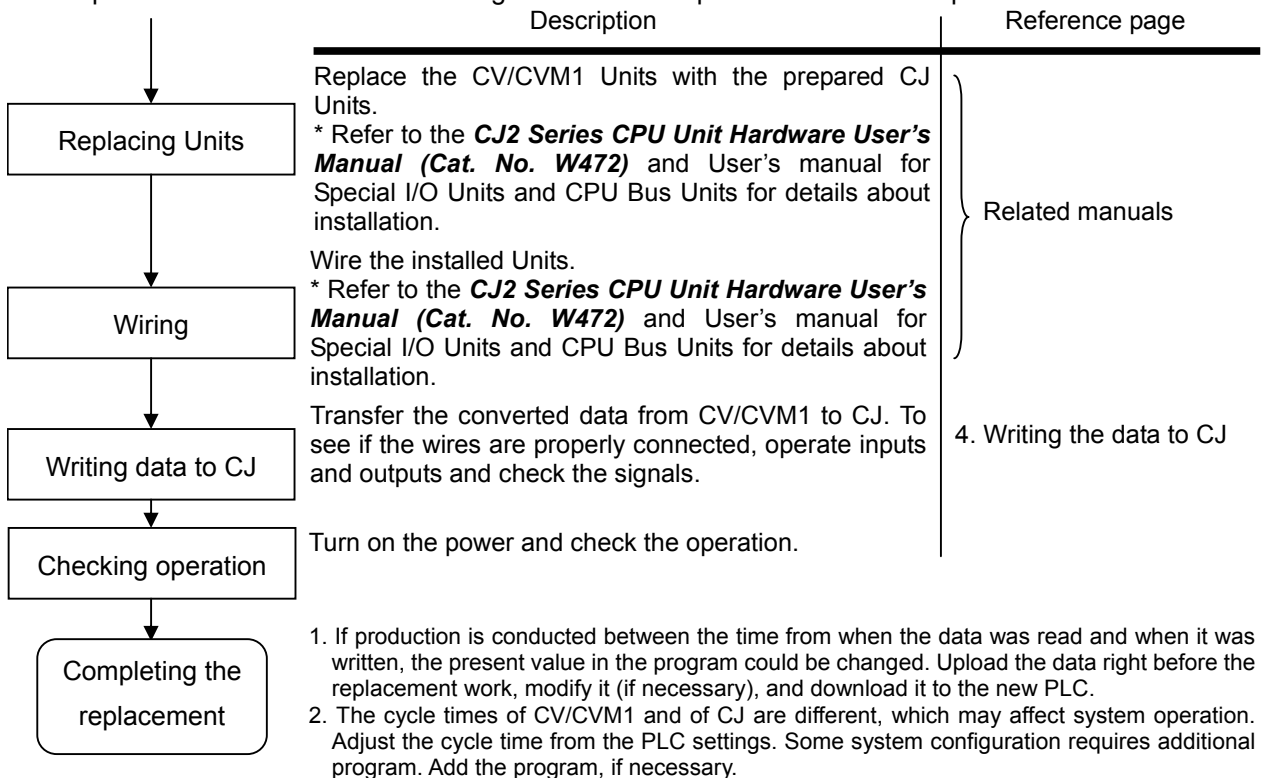 Description
Reference page
Replace the CV/CVM1 Units with the prepared CJ
Units.
* Refer to the CJ2 Series CPU Unit Hardware User's
Manual (Cat. No. W472) and User's manual for
Special I/O Units and CPU Bus Units for details about
installation.
Replacing Units
Related manuals
Wire the installed Units.
* Refer to the CJ2 Series CPU Unit Hardware User's
Manual (Cat. No. W472) and User's manual for
Special I/O Units and CPU Bus Units for details about
installation.
Wiring
Transfer the converted data from CV/CVM1 to CJ. To
see if the wires are properly connected, operate inputs
and outputs and check the signals.
4. Writing the data to CJ
Writing data to CJ
Turn on the power and check the operation.
Checking operation
Completing the
replacement
1. If production is conducted between the time from when the data was read and when it was
written, the present value in the program could be changed. Upload the data right before the
replacement work, modify it (if necessary), and download it to the new PLC.
2. The cycle times of CV/CVM1 and of CJ are different, which may affect system operation.
Adjust the cycle time from the PLC settings. Some system configuration requires additional
program. Add the program, if necessary.